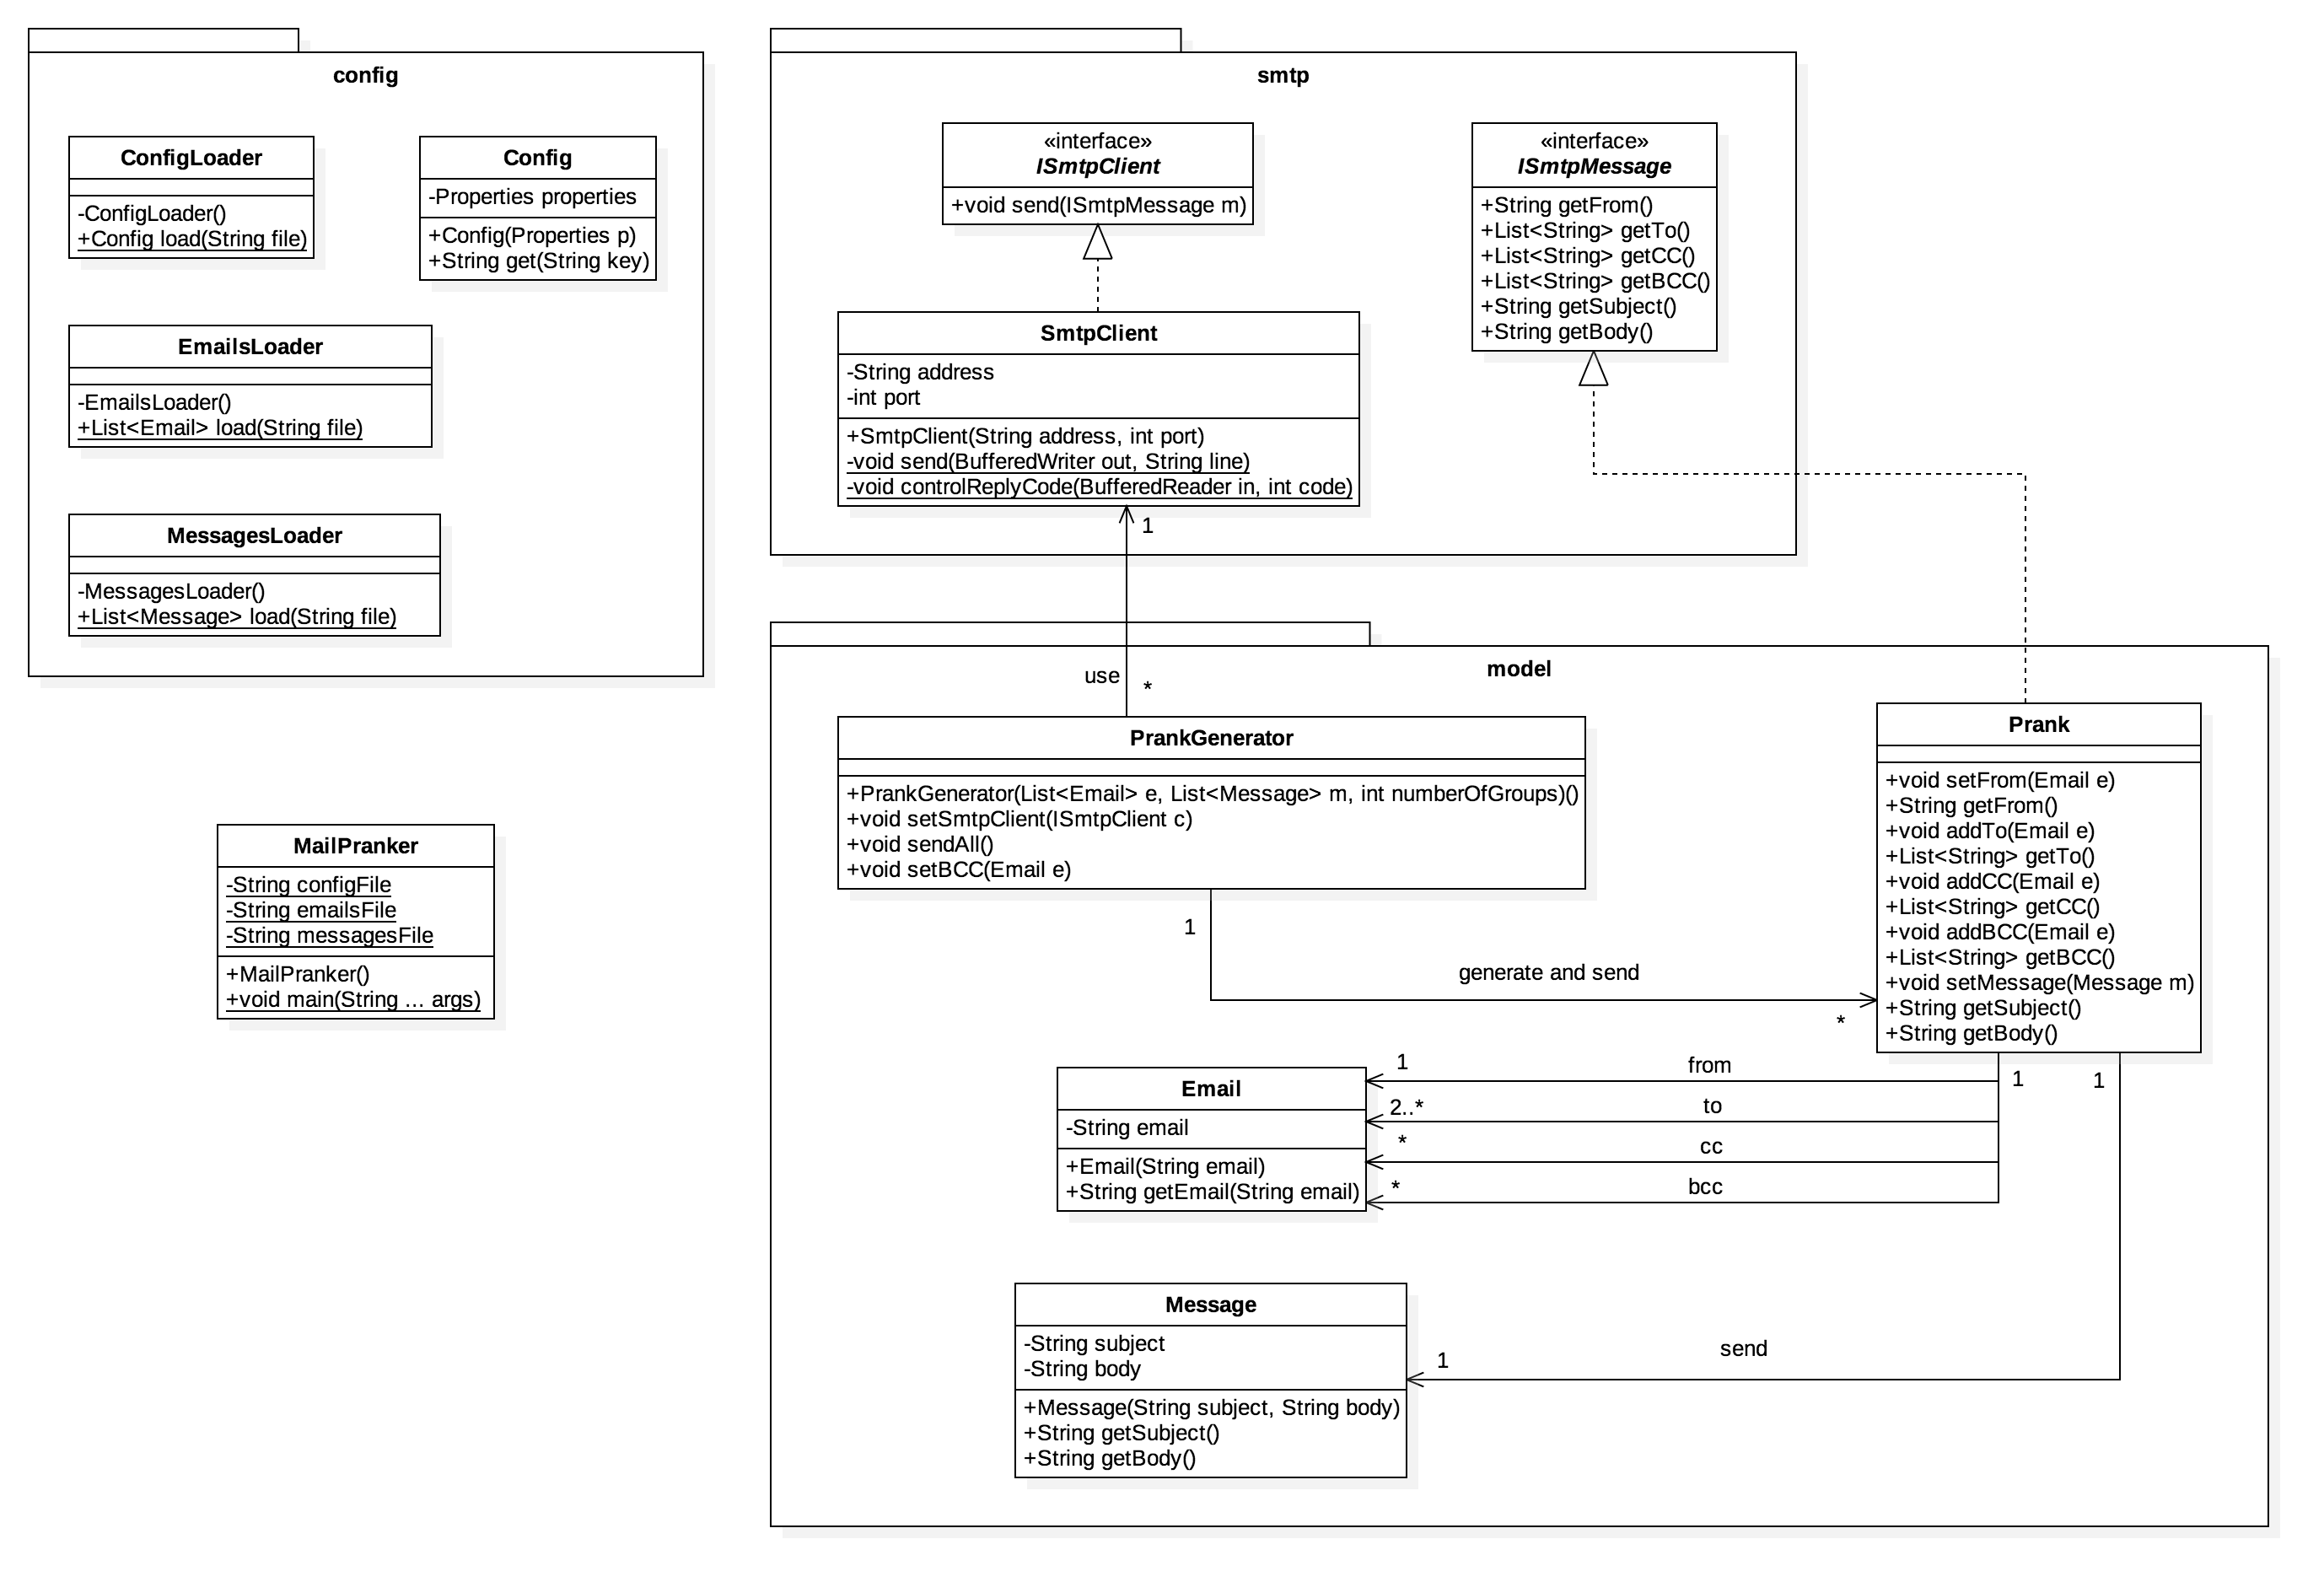 config
ConfigLoader
-ConfigLoader()
+Config load(String file)
Config
-Properties properties
+Config(Properties p)
+String get(String key)
EmailsLoader
-EmailsLoader()
+List<Email> load(String file)
MessagesLoader
-MessagesLoader()
+List<Message> load(String file)
smtp
«interface»
ISmtpClient
+void send(ISmtpMessage m)
«interface»
ISmtpMessage
+String getFrom()
+List<String> getTo()
+List<String> getCC()
+List<String> getBCC()
+String getSubject()
+String getBody()
SmtpClient
-String address
-int port
+SmtpClient(String address, int port)
-void send(BufferedWriter out, String line)
-void controlReplyCode(BufferedReader in, int code)
1
use
*
model
PrankGenerator
+PrankGenerator(List<Email> e, List<Message> m, int numberOfGroups)()
+void setSmtpClient(ISmtpClient c)
+void sendAll()
+void setBCC(Email e)
Prank
+void setFrom(Email e)
+String getFrom()
+void addTo(Email e)
+List<String> getTo()
+void addCC(Email e)
+List<String> getCC()
+void addBCC(Email e)
+List<String> getBCC()
+void setMessage(Message m)
+String getSubject()
+String getBody()
MailPranker
-String configFile
-String emailsFile
-String messagesFile
+MailPranker()
+void main(String ... args)
1
generate and send
*
1
from
1
1
2..*
to
*
cc
*
bcc
Email
-String email
+Email(String email)
+String getEmail(String email)
Message
-String subject
-String body
+Message(String subject, String body)
+String getSubject()
+String getBody()
1
send